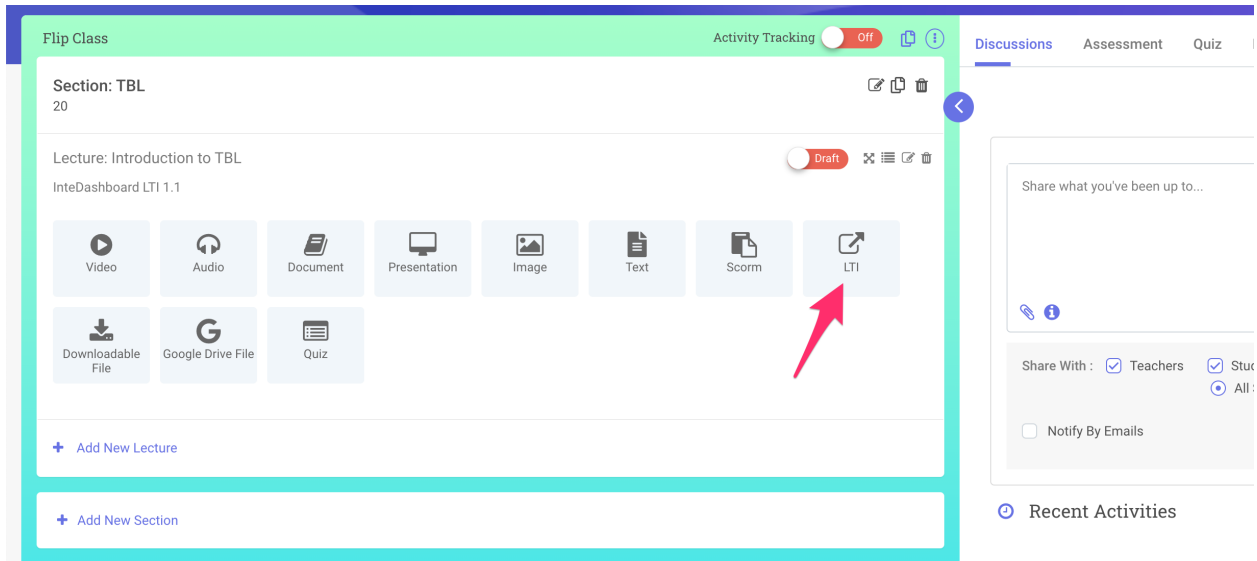 Flip Class
Activity Tracking Off
Section: TBL
20
Lecture: Introduction to TBL
Draft
InteDashboard LTI 1.1
Video
Audio
Document
Presentation
Image
Text
Scorm
LTI
Downloadable
File
Google Drive File
Quiz
+ Add New Lecture
+ Add New Section
Discussions
Assessment
Quiz
Share what you've been up to...
Share With :
Teachers
All
Notify By Emails
Recent Activities